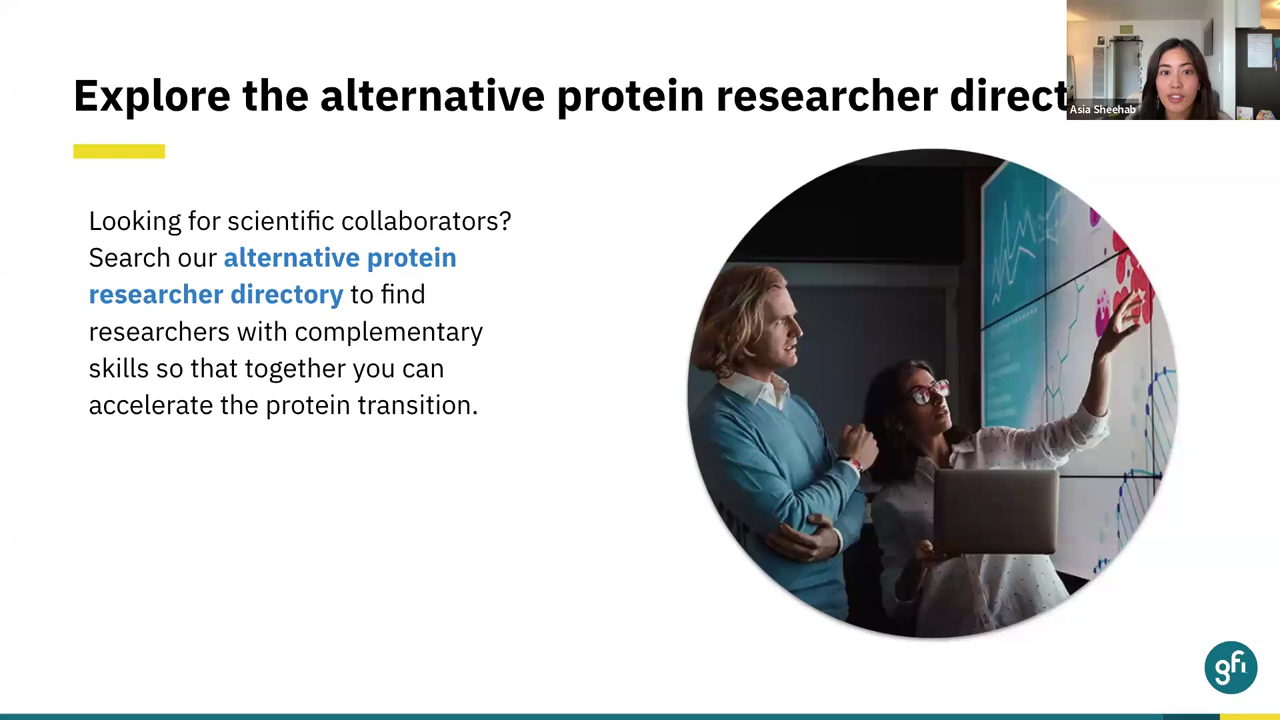 Explore the alternative protein researcher direct
Asia Sheehab
Looking for scientific collaborators?
Search our alternative protein
researcher directory to find
researchers with complementary
skills so that together you can
accelerate the protein transition.
gfi